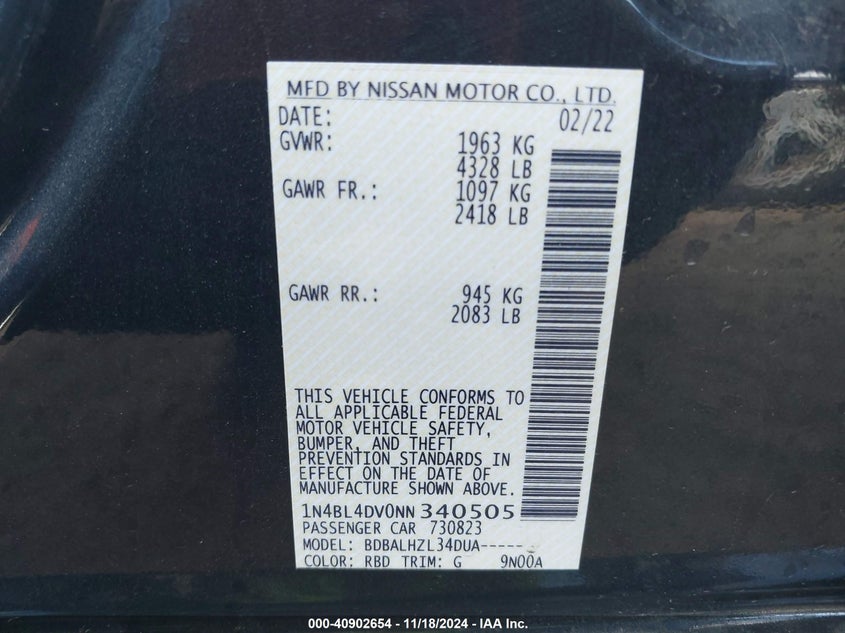 MFD BY NISSAN MOTOR CO., LTD.
DATE: 02/22
GVWR: 1963 KG
4328 LB
GAWR FR.: 1097 KG
2418 LB
GAWR RR.: 945 KG
2083 LB
THIS VEHICLE CONFORMS TO
ALL APPLICABLE FEDERAL
MOTOR VEHICLE SAFETY,
BUMPER, AND THEFT
PREVENTION STANDARDS IN
EFFECT ON THE DATE OF
MANUFACTURE SHOWN ABOVE.
1N4BL4DV0NN340505
PASSENGER CAR 730823
MODEL: BDBALHZL34DUA-----
COLOR: RBD TRIM: G 9N00A
000-40902654 - 11/18/2024 - IAA Inc.